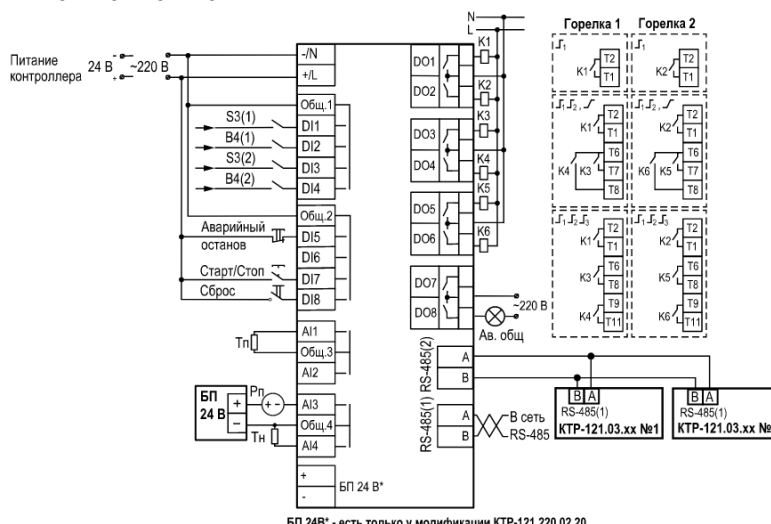 N
L
Горелка 1 Горелка 2
Питание контроллера
24 В
~220 В
-/N
+/L
Общ.1
S3(1) DI1
B4(1) DI2
S3(2) DI3
B4(2) DI4
Общ.2
Аварийный останов
DI5
DI6
Старт/Стоп DI7
Сброс DI8
AI1
Тп
Общ.3
AI2
БП 24 В
+
−
Рп
+ -
AI3
Общ.4
Тн
AI4
+
-
БП 24 В*
DO1
DO2
DO3
DO4
DO5
DO6
DO7
DO8
K1
K2
K3
K4
K5
K6
~220 В
Ав. общ
RS-485(2)
A
B
RS-485(1)
A
B
В сеть
RS-485
K1 T2 T1
K2 T2 T1
K1 T2 T1
K4 K3 T6 T7 T8
K2 T2 T1
K6 K5 T6 T7 T8
K1 T2 T1
K3 T6 T8
K4 T9 T11
K2 T2 T1
K5 T6 T8
K6 T9 T11
B A
RS-485(1)
КТР-121.03.xx №1
B A
RS-485(1)
КТР-121.03.xx №
БП 24В* - есть только у модификации КТР-121.220.02.20